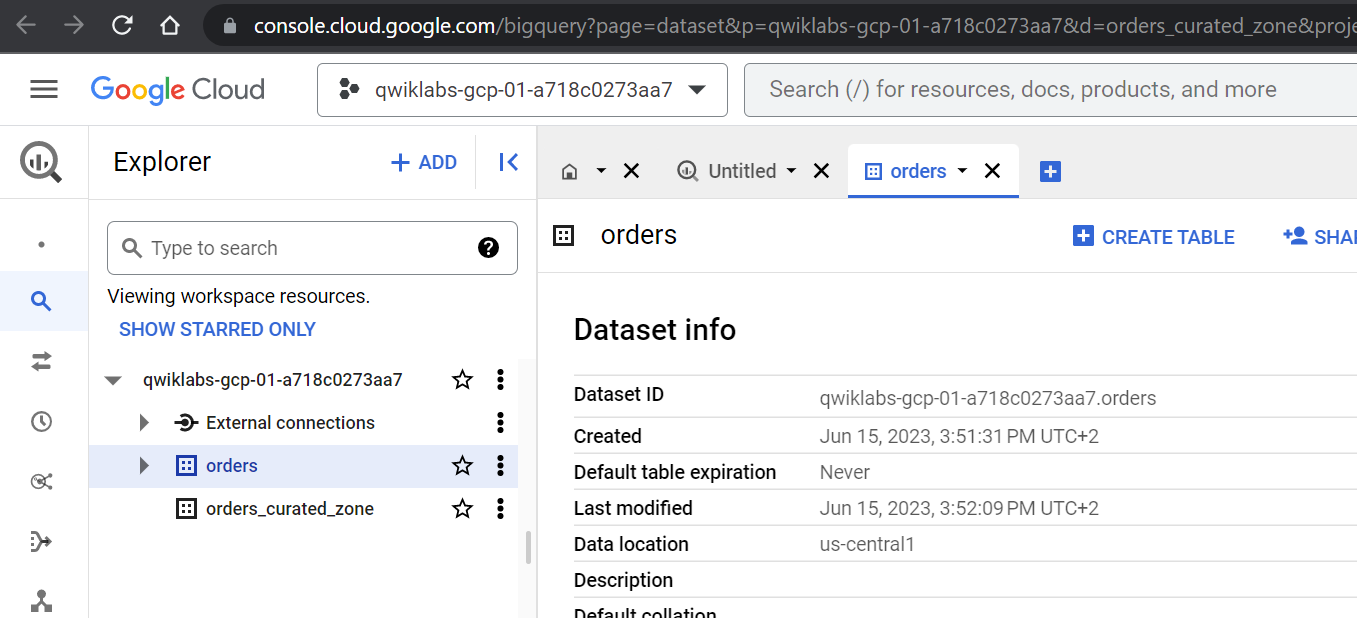 console.cloud.google.com/bigquery?page=dataset&p=qwiklabs-gcp-01-a718c0273aa7&d=orders_curated_zone&proje
Google Cloud
qwiklabs-gcp-01-a718c0273aa7
Search (/) for resources, docs, products, and more
Explorer
+ ADD
Untitled
orders
Type to search
orders
CREATE TABLE
SHA
Viewing workspace resources.
SHOW STARRED ONLY
Dataset info
qwiklabs-gcp-01-a718c0273aa7
External connections
orders
orders_curated_zone
Dataset ID qwiklabs-gcp-01-a718c0273aa7.orders
Created Jun 15, 2023, 3:51:31 PM UTC+2
Default table expiration Never
Last modified Jun 15, 2023, 3:52:09 PM UTC+2
Data location us-central1
Description
Default collation